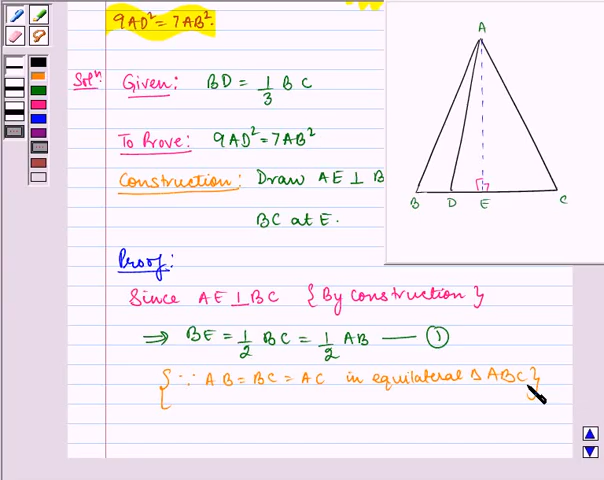 9AD² = 7AB².
Solⁿ. Given: BD = 1/3 BC
To Prove: 9AD² = 7AB²
Construction: Draw AE ⊥ B
BC at E.
Proof:
Since AE ⊥ BC { By construction }
⇒ BE = 1/2 BC = 1/2 AB — ①
{ ∵ AB = BC = AC in equilateral Δ ABC }
A
B D E C